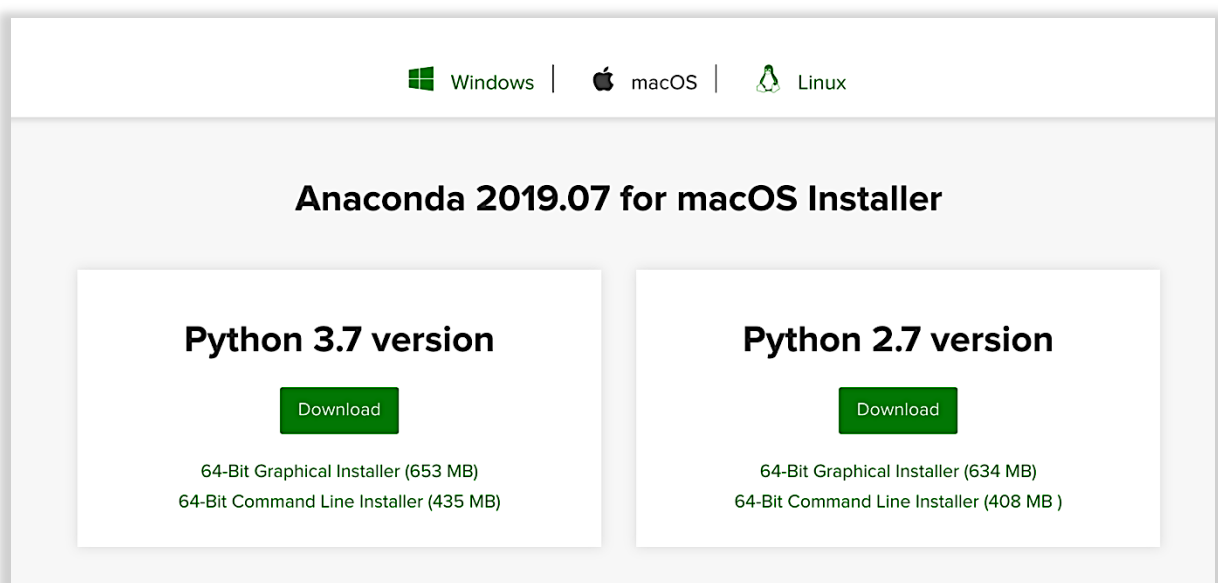 Windows | macOS | Linux
Anaconda 2019.07 for macOS Installer
Python 3.7 version
Download
64-Bit Graphical Installer (653 MB)
64-Bit Command Line Installer (435 MB)
Python 2.7 version
Download
64-Bit Graphical Installer (634 MB)
64-Bit Command Line Installer (408 MB )